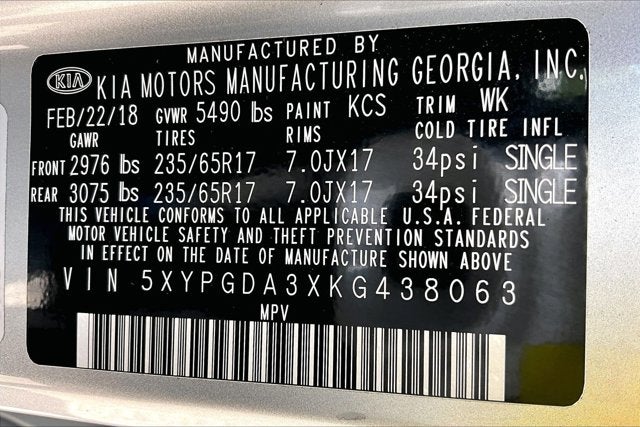 MANUFACTURED BY
KIA KIA MOTORS MANUFACTURING GEORGIA, INC.
FEB/22/18 GVWR 5490 lbs PAINT KCS TRIM WK
GAWR TIRES RIMS COLD TIRE INFL
FRONT 2976 lbs 235/65R17 7.0JX17 34psi SINGLE
REAR 3075 lbs 235/65R17 7.0JX17 34psi SINGLE
THIS VEHICLE CONFORMS TO ALL APPLICABLE U.S.A. FEDERAL
MOTOR VEHICLE SAFETY AND THEFT PREVENTION STANDARDS
IN EFFECT ON THE DATE OF MANUFACTURE SHOWN ABOVE
VIN 5XYPGDA3XKG438063
MPV